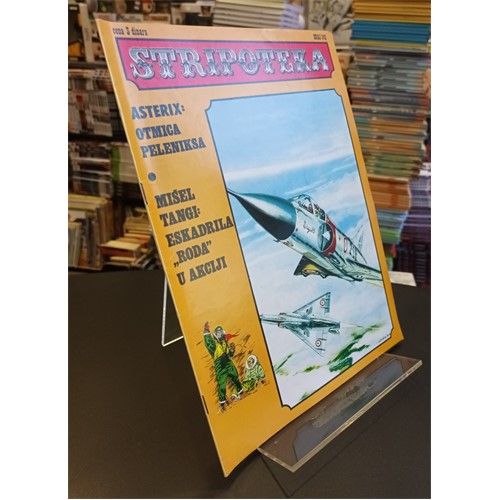 cena 3 dinara
STRIPOTEKA
ASTERIX:
OTMICA
PELENIKSA
MIŠEL
TANGI:
ESKADRILA
„RODA”
U AKCIJI